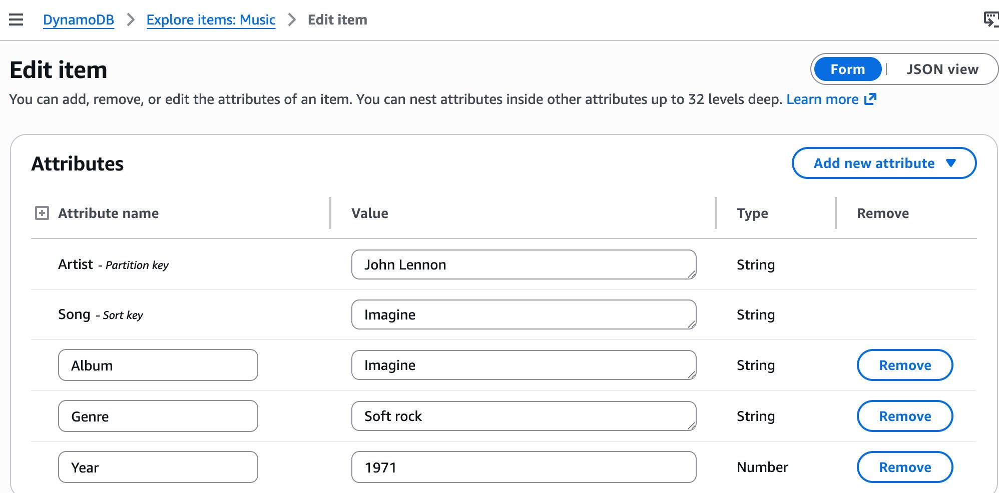 DynamoDB > Explore items: Music > Edit item
Edit item
Form | JSON view
You can add, remove, or edit the attributes of an item. You can nest attributes inside other attributes up to 32 levels deep. Learn more
Attributes
Add new attribute
Attribute name Value Type Remove
Artist - Partition key John Lennon String
Song - Sort key Imagine String
Album Imagine String Remove
Genre Soft rock String Remove
Year 1971 Number Remove